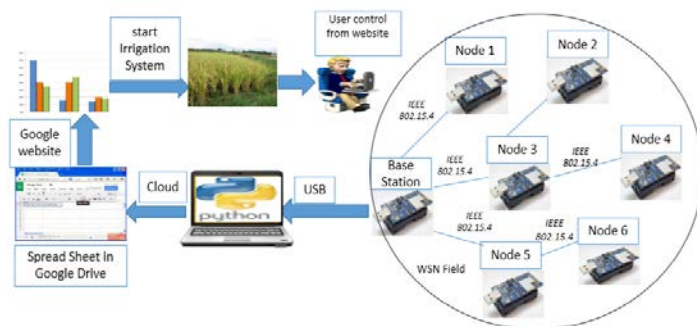 start
Irrigation
System
User control
from website
Node 1
Node 2
IEEE
802.15.4
Google
website
Base
Station
IEEE
802.15.4
Node 3
IEEE
802.15.4
Node 4
Cloud
python
USB
IEEE
802.15.4
IEEE
802.15.4
Node 6
Spread Sheet in
Google Drive
WSN Field
Node 5